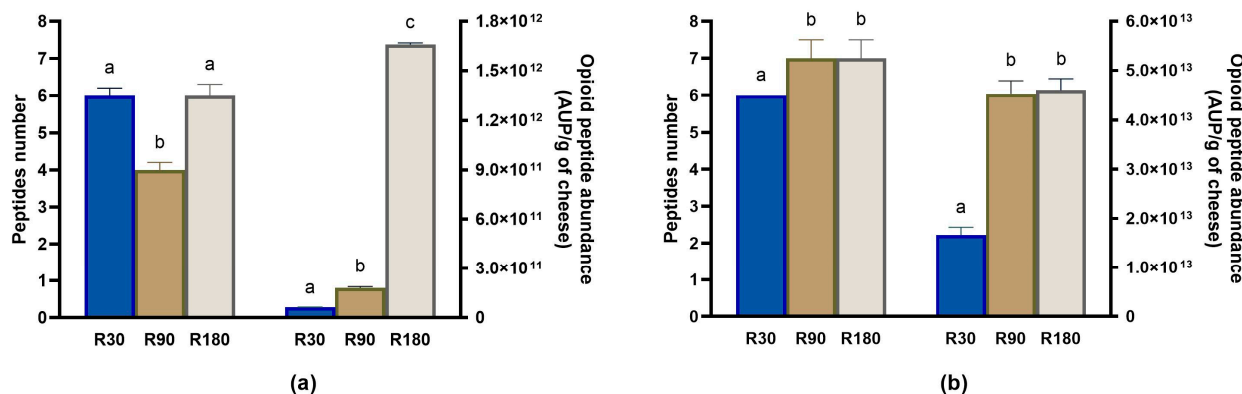 8
7
6
5
4
3
2
1
0
Peptides number
a
b
a
a
b
c
R30 R90 R180
R30 R90 R180
1.8×10¹²
1.5×10¹²
1.2×10¹²
9.0×10¹¹
6.0×10¹¹
3.0×10¹¹
0
Opioid peptide abundance
(AUP/g of cheese)
(a)
8
7
6
5
4
3
2
1
0
Peptides number
a
b
b
a
b
b
R30 R90 R180
R30 R90 R180
6.0×10¹³
5.0×10¹³
4.0×10¹³
3.0×10¹³
2.0×10¹³
1.0×10¹³
0
Opioid peptide abundance
(AUP/g of cheese)
(b)